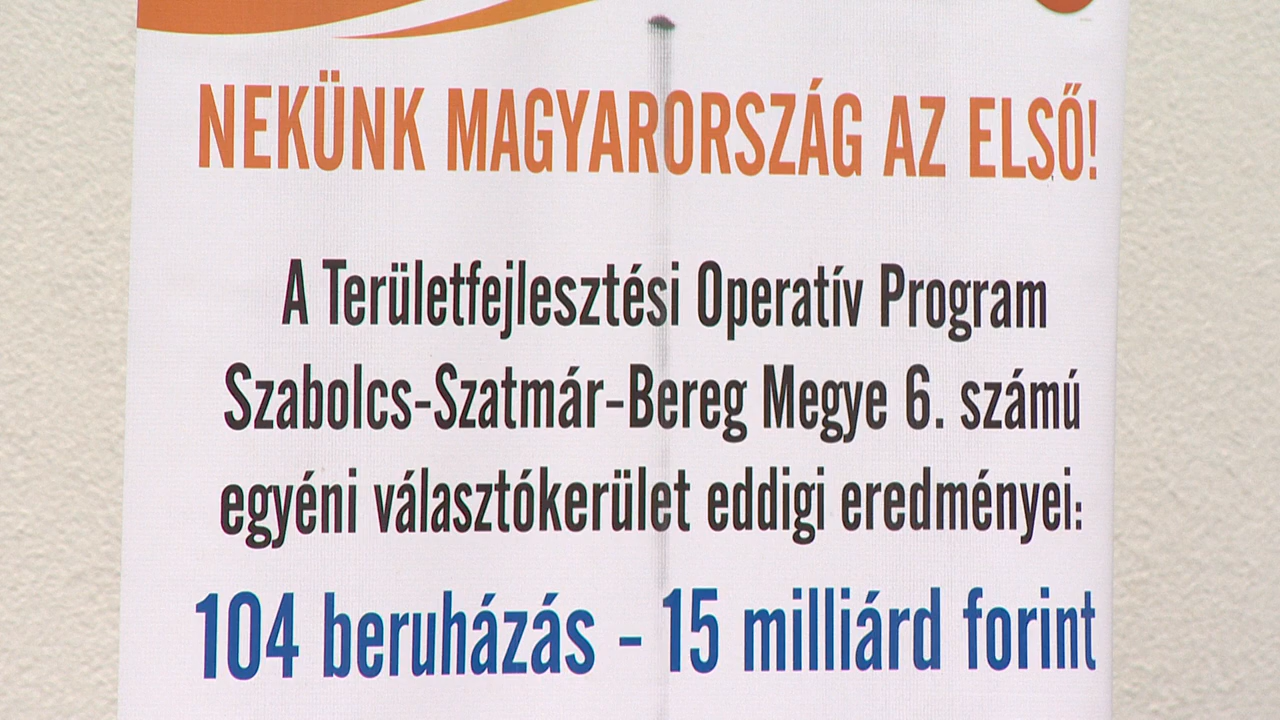 NEKÜNK MAGYARORSZÁG AZ ELSŐ!
A Területfejlesztési Operatív Program
Szabolcs-Szatmár-Bereg Megye 6. számú
egyéni választókerület eddigi eredményei:
104 beruházás - 15 milliárd forint